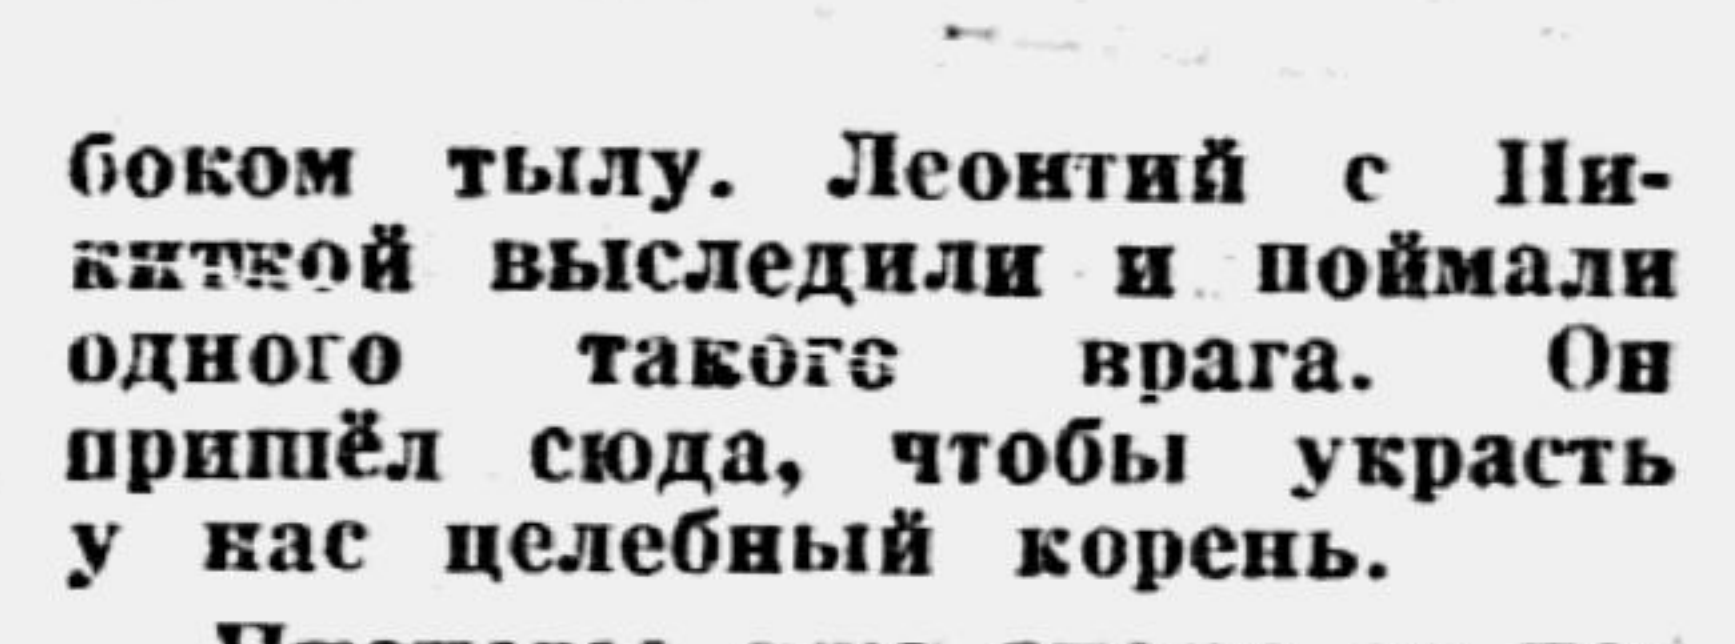 боком тылу. Леонтий с Ни-
киткой выследили и поймали
одного такого врага. Он
пришёл сюда, чтобы украсть
у нас целебный корень.